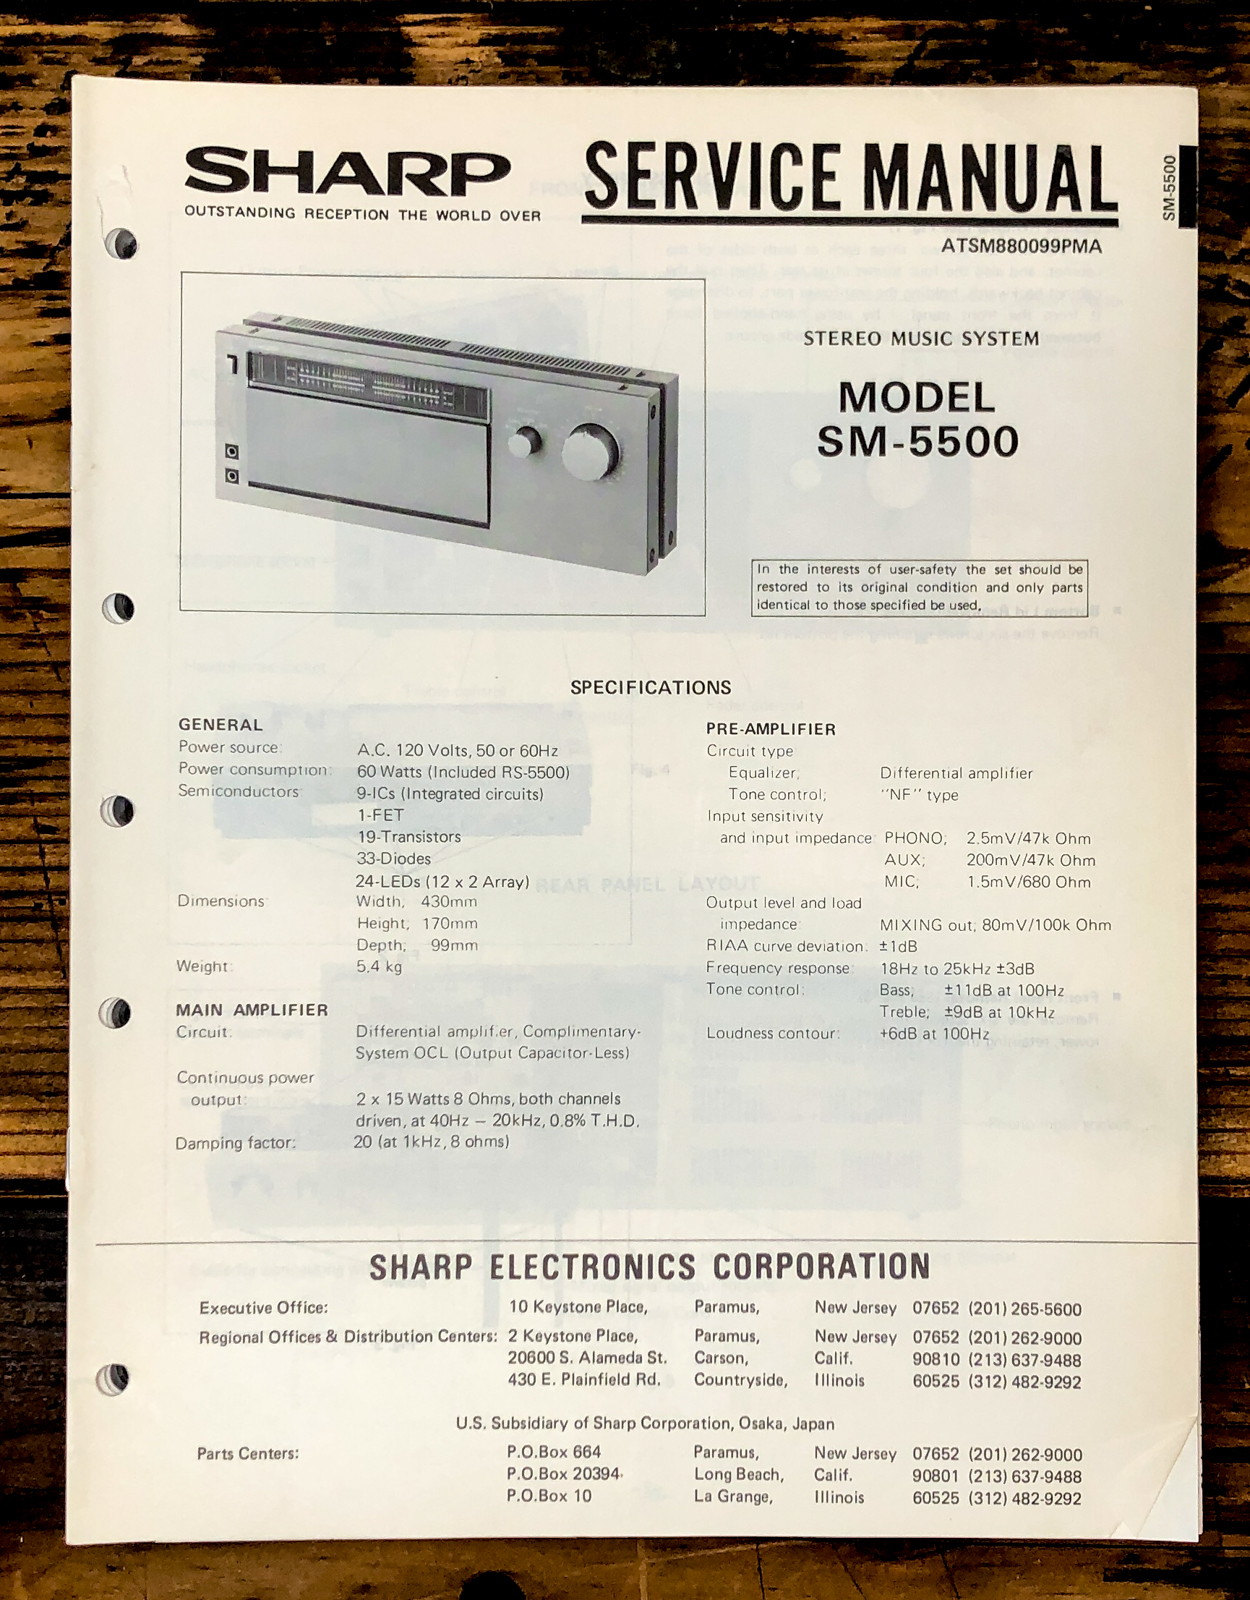 SHARP SERVICE MANUAL
OUTSTANDING RECEPTION THE WORLD OVER
SM-5500
ATSM880099PMA
STEREO MUSIC SYSTEM
MODEL
SM-5500
In the interests of user-safety the set should be
restored to its original condition and only parts
identical to those specified be used.
SPECIFICATIONS
GENERAL
Power source: A.C. 120 Volts, 50 or 60Hz
Power consumption: 60 Watts (Included RS-5500)
Semiconductors: 9-ICs (Integrated circuits)
1-FET
19-Transistors
33-Diodes
24-LEDs (12 x 2 Array)
Dimensions: Width; 430mm
Height; 170mm
Depth; 99mm
Weight: 5.4 kg
MAIN AMPLIFIER
Circuit: Differential amplifier, Complimentary-
System OCL (Output Capacitor-Less)
Continuous power
output: 2 x 15 Watts 8 Ohms, both channels
driven, at 40Hz – 20kHz, 0.8% T.H.D.
Damping factor: 20 (at 1kHz, 8 ohms)
PRE-AMPLIFIER
Circuit type
Equalizer; Differential amplifier
Tone control; "NF" type
Input sensitivity
and input impedance: PHONO; 2.5mV/47k Ohm
AUX; 200mV/47k Ohm
MIC; 1.5mV/680 Ohm
Output level and load
impedance: MIXING out; 80mV/100k Ohm
RIAA curve deviation: ±1dB
Frequency response: 18Hz to 25kHz ±3dB
Tone control: Bass; ±11dB at 100Hz
Treble; ±9dB at 10kHz
Loudness contour: +6dB at 100Hz
SHARP ELECTRONICS CORPORATION
Executive Office: 10 Keystone Place, Paramus, New Jersey 07652 (201) 265-5600
Regional Offices & Distribution Centers: 2 Keystone Place, Paramus, New Jersey 07652 (201) 262-9000
20600 S. Alameda St. Carson, Calif. 90810 (213) 637-9488
430 E. Plainfield Rd. Countryside, Illinois 60525 (312) 482-9292
U.S. Subsidiary of Sharp Corporation, Osaka, Japan
Parts Centers: P.O.Box 664 Paramus, New Jersey 07652 (201) 262-9000
P.O.Box 20394 Long Beach, Calif. 90801 (213) 637-9488
P.O.Box 10 La Grange, Illinois 60525 (312) 482-9292